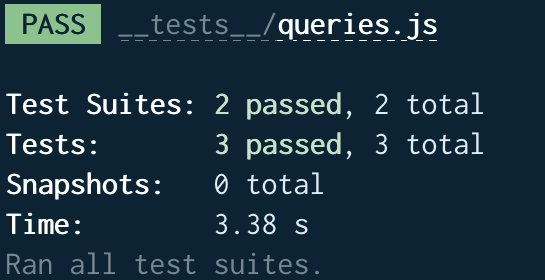 PASS __tests__/queries.js
Test Suites: 2 passed, 2 total
Tests: 3 passed, 3 total
Snapshots: 0 total
Time: 3.38 s
Ran all test suites.